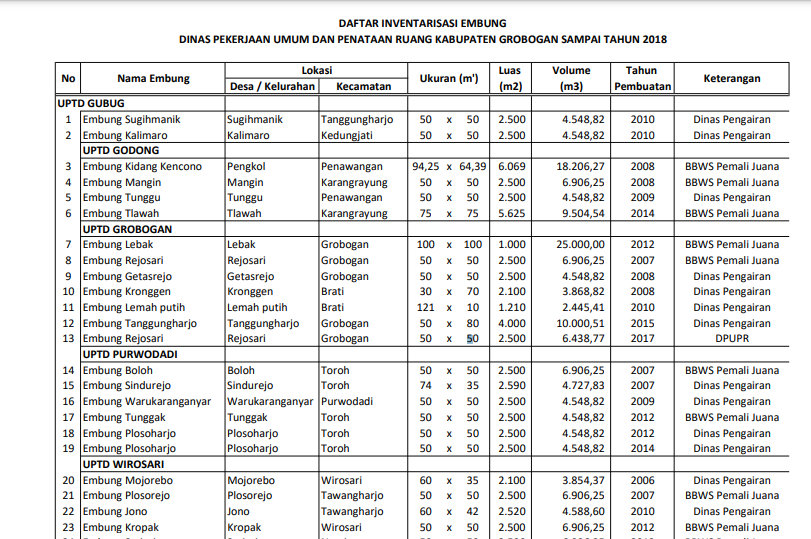 DAFTAR INVENTARISASI EMBUNG
DINAS PEKERJAAN UMUM DAN PENATAAN RUANG KABUPATEN GROBOGAN SAMPAI TAHUN 2018
No Nama Embung Lokasi Ukuran (m') Luas (m2) Volume (m3) Tahun Pembuatan Keterangan
Desa / Kelurahan Kecamatan
UPTD GUBUG
1 Embung Sugihmanik Sugihmanik Tanggungharjo 50 x 50 2.500 4.548,82 2010 Dinas Pengairan
2 Embung Kalimaro Kalimaro Kedungjati 50 x 50 2.500 4.548,82 2010 Dinas Pengairan
UPTD GODONG
3 Embung Kidang Kencono Pengkol Penawangan 94,25 x 64,39 6.069 18.206,27 2008 BBWS Pemali Juana
4 Embung Mangin Mangin Karangrayung 50 x 50 2.500 6.906,25 2008 BBWS Pemali Juana
5 Embung Tunggu Tunggu Penawangan 50 x 50 2.500 4.548,82 2009 Dinas Pengairan
6 Embung Tlawah Tlawah Karangrayung 75 x 75 5.625 9.504,54 2014 BBWS Pemali Juana
UPTD GROBOGAN
7 Embung Lebak Lebak Grobogan 100 x 100 1.000 25.000,00 2012 BBWS Pemali Juana
8 Embung Rejosari Rejosari Grobogan 50 x 50 2.500 6.906,25 2007 BBWS Pemali Juana
9 Embung Getasrejo Getasrejo Grobogan 50 x 50 2.500 4.548,82 2008 Dinas Pengairan
10 Embung Kronggen Kronggen Brati 30 x 70 2.100 3.868,82 2008 Dinas Pengairan
11 Embung Lemah putih Lemah putih Brati 121 x 10 1.210 2.445,41 2010 Dinas Pengairan
12 Embung Tanggungharjo Tanggungharjo Grobogan 50 x 80 4.000 10.000,51 2015 Dinas Pengairan
13 Embung Rejosari Rejosari Grobogan 50 x 50 2.500 6.438,77 2017 DPUPR
UPTD PURWODADI
14 Embung Boloh Boloh Toroh 50 x 50 2.500 6.906,25 2007 BBWS Pemali Juana
15 Embung Sindurejo Sindurejo Toroh 74 x 35 2.590 4.727,83 2007 Dinas Pengairan
16 Embung Warukaranganyar Warukaranganyar Purwodadi 50 x 50 2.500 4.548,82 2009 Dinas Pengairan
17 Embung Tunggak Tunggak Toroh 50 x 50 2.500 4.548,82 2012 BBWS Pemali Juana
18 Embung Plosoharjo Plosoharjo Toroh 50 x 50 2.500 4.548,82 2012 Dinas Pengairan
19 Embung Plosoharjo Plosoharjo Toroh 50 x 50 2.500 4.548,82 2014 Dinas Pengairan
UPTD WIROSARI
20 Embung Mojorebo Mojorebo Wirosari 60 x 35 2.100 3.854,37 2006 Dinas Pengairan
21 Embung Plosorejo Plosorejo Tawangharjo 50 x 50 2.500 6.906,25 2007 BBWS Pemali Juana
22 Embung Jono Jono Tawangharjo 60 x 42 2.520 4.588,60 2010 Dinas Pengairan
23 Embung Kropak Kropak Wirosari 50 x 50 2.500 6.906,25 2012 BBWS Pemali Juana